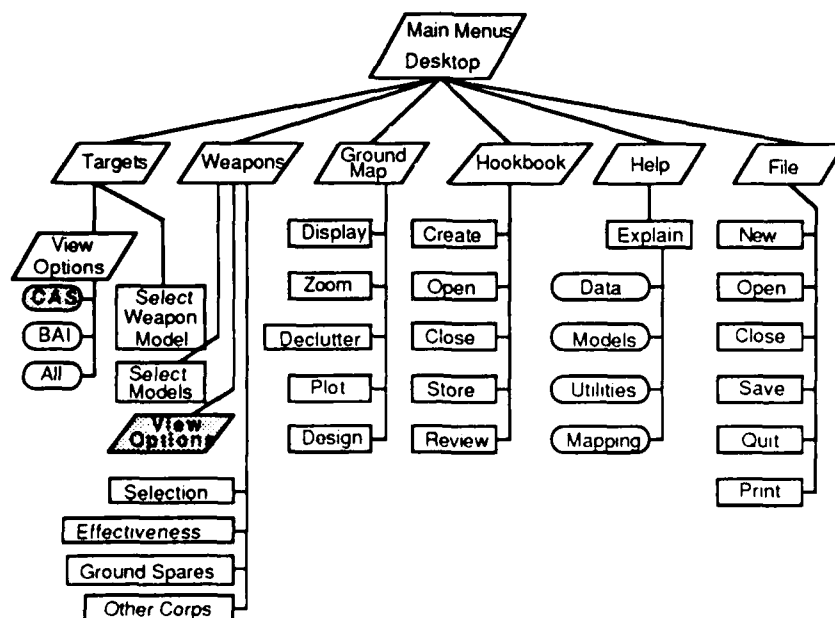 Main Menus
Desktop
Targets
Weapons
Ground
Map
Hookbook
Help
File
View
Options
CAS
BAI
All
Select
Weapon
Model
Select
Models
View
Options
Selection
Effectiveness
Ground Spares
Other Corps
Display
Zoom
Declutter
Plot
Design
Create
Open
Close
Store
Review
Explain
Data
Models
Utilities
Mapping
New
Open
Close
Save
Quit
Print